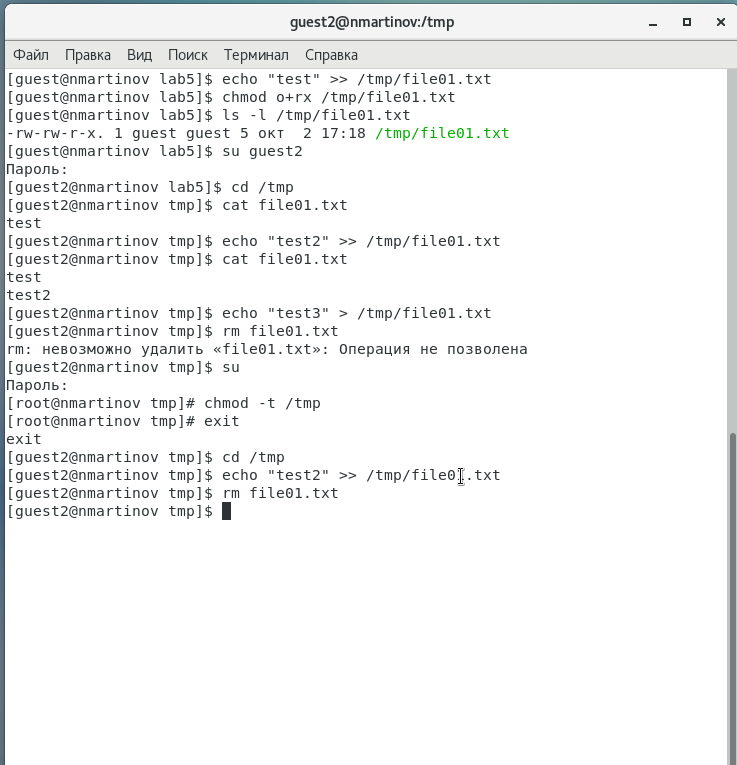 guest2@nmartinov:/tmp
Файл Правка Вид Поиск Терминал Справка
[guest@nmartinov lab5]$ echo "test" >> /tmp/file01.txt
[guest@nmartinov lab5]$ chmod o+rx /tmp/file01.txt
[guest@nmartinov lab5]$ ls -l /tmp/file01.txt
-rw-rw-r-x. 1 guest guest 5 окт  2 17:18 /tmp/file01.txt
[guest@nmartinov lab5]$ su guest2
Пароль:
[guest2@nmartinov lab5]$ cd /tmp
[guest2@nmartinov tmp]$ cat file01.txt
test
[guest2@nmartinov tmp]$ echo "test2" >> /tmp/file01.txt
[guest2@nmartinov tmp]$ cat file01.txt
test
test2
[guest2@nmartinov tmp]$ echo "test3" > /tmp/file01.txt
[guest2@nmartinov tmp]$ rm file01.txt
rm: невозможно удалить «file01.txt»: Операция не позволена
[guest2@nmartinov tmp]$ su
Пароль:
[root@nmartinov tmp]# chmod -t /tmp
[root@nmartinov tmp]# exit
exit
[guest2@nmartinov tmp]$ cd /tmp
[guest2@nmartinov tmp]$ echo "test2" >> /tmp/file01.txt
[guest2@nmartinov tmp]$ rm file01.txt
[guest2@nmartinov tmp]$